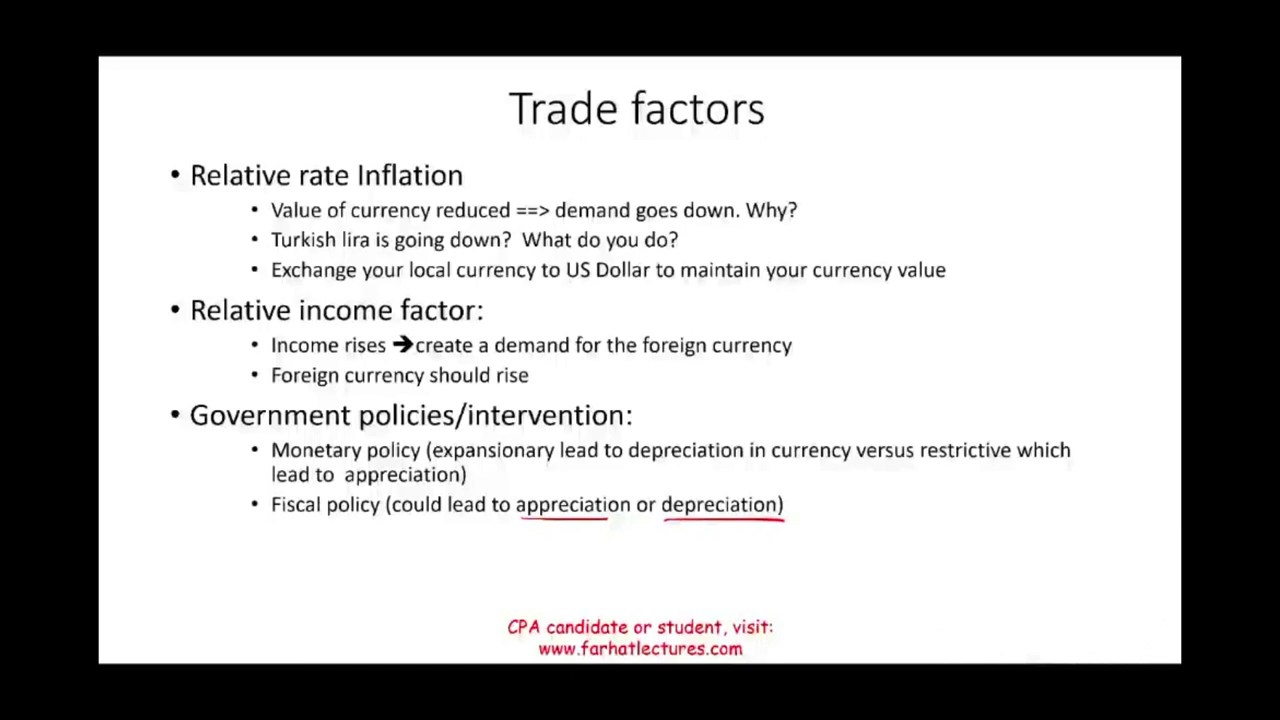 Trade factors
• Relative rate Inflation
• Value of currency reduced ==> demand goes down. Why?
• Turkish lira is going down? What do you do?
• Exchange your local currency to US Dollar to maintain your currency value
• Relative income factor:
• Income rises ➔create a demand for the foreign currency
• Foreign currency should rise
• Government policies/intervention:
• Monetary policy (expansionary lead to depreciation in currency versus restrictive which
lead to appreciation)
• Fiscal policy (could lead to appreciation or depreciation)
CPA candidate or student, visit:
www.farhatlectures.com